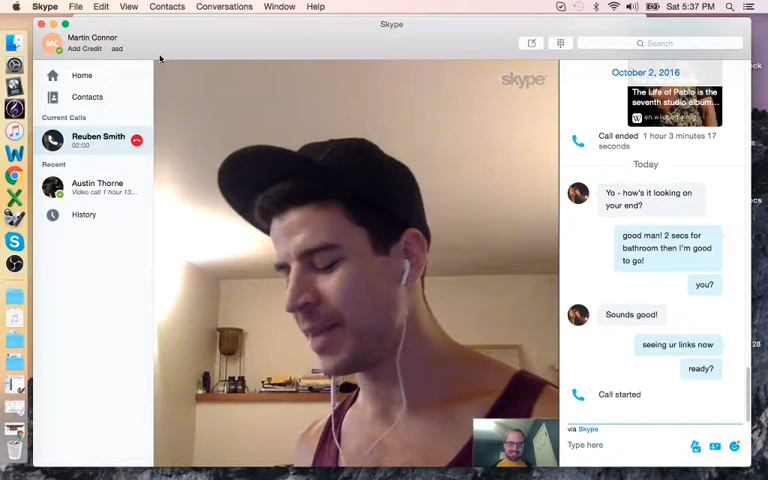 Skype File Edit View Contacts Conversations Window Help
Sat 5:37 PM
Skype
MC
Martin Connor
Add Credit asd
Search
Home
Contacts
Current Calls
Reuben Smith
02:00
Recent
Austin Thorne
Video call 1 hour 13...
History
skype
October 2, 2016
The Life of Pablo is the
seventh studio album...
W en.wikipedia.org
Call ended 1 hour 3 minutes 17
seconds
Today
Yo - how's it looking on
your end?
good man! 2 secs for
bathroom then I'm good
to go!
you?
Sounds good!
seeing ur links now
ready?
Call started
via Skype
Type here